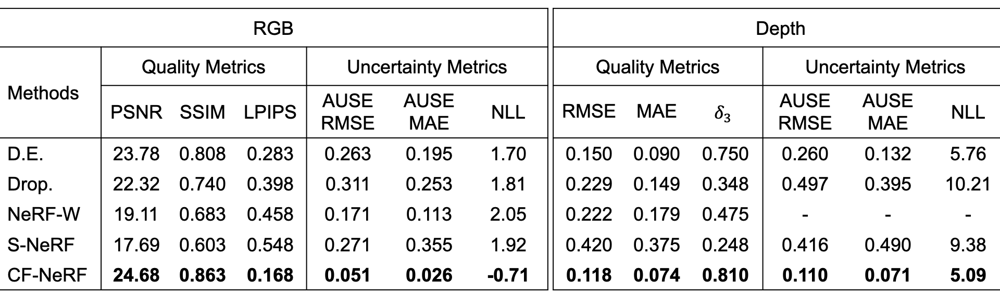 RGB Depth
Quality Metrics Uncertainty Metrics Quality Metrics Uncertainty Metrics
Methods PSNR SSIM LPIPS AUSE RMSE AUSE MAE NLL RMSE MAE δ₃ AUSE RMSE AUSE MAE NLL
D.E. 23.78 0.808 0.283 0.263 0.195 1.70 0.150 0.090 0.750 0.260 0.132 5.76
Drop. 22.32 0.740 0.398 0.311 0.253 1.81 0.229 0.149 0.348 0.497 0.395 10.21
NeRF-W 19.11 0.683 0.458 0.171 0.113 2.05 0.222 0.179 0.475 - - -
S-NeRF 17.69 0.603 0.548 0.271 0.355 1.92 0.420 0.375 0.248 0.416 0.490 9.38
CF-NeRF 24.68 0.863 0.168 0.051 0.026 -0.71 0.118 0.074 0.810 0.110 0.071 5.09